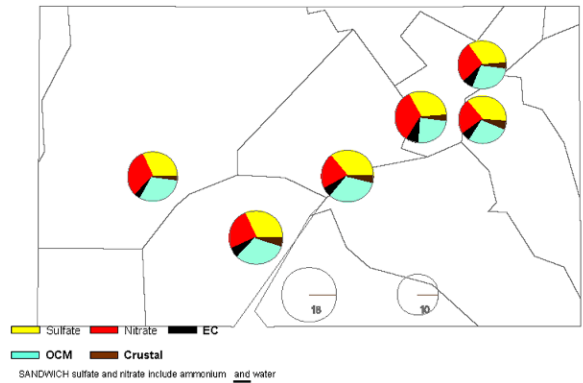 18
10
Sulfate Nitrate EC
OCM Crustal
SANDWICH sulfate and nitrate include ammonium and water